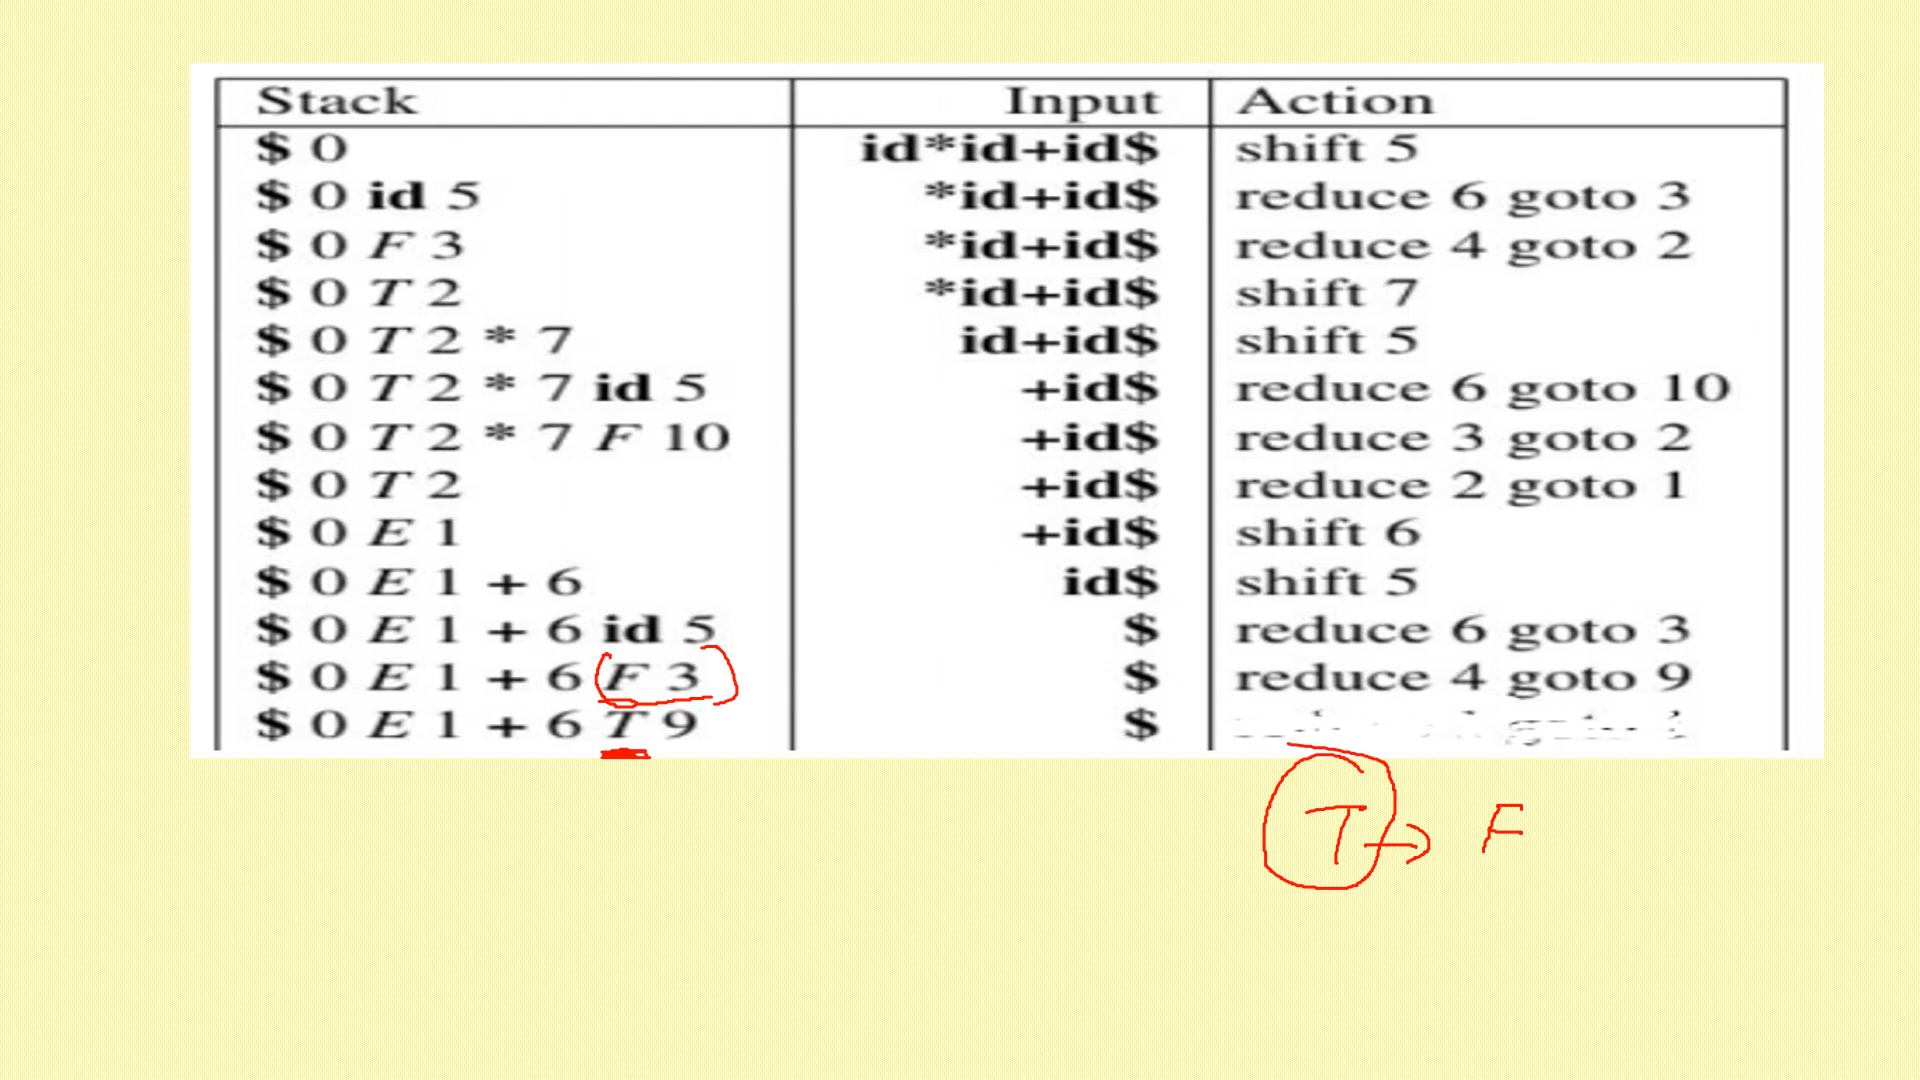 Stack Input Action
$ 0 id*id+id$ shift 5
$ 0 id 5 *id+id$ reduce 6 goto 3
$ 0 F 3 *id+id$ reduce 4 goto 2
$ 0 T 2 *id+id$ shift 7
$ 0 T 2 * 7 id+id$ shift 5
$ 0 T 2 * 7 id 5 +id$ reduce 6 goto 10
$ 0 T 2 * 7 F 10 +id$ reduce 3 goto 2
$ 0 T 2 +id$ reduce 2 goto 1
$ 0 E 1 +id$ shift 6
$ 0 E 1 + 6 id$ shift 5
$ 0 E 1 + 6 id 5 $ reduce 6 goto 3
$ 0 E 1 + 6 F 3 $ reduce 4 goto 9
$ 0 E 1 + 6 T 9 $
T → F